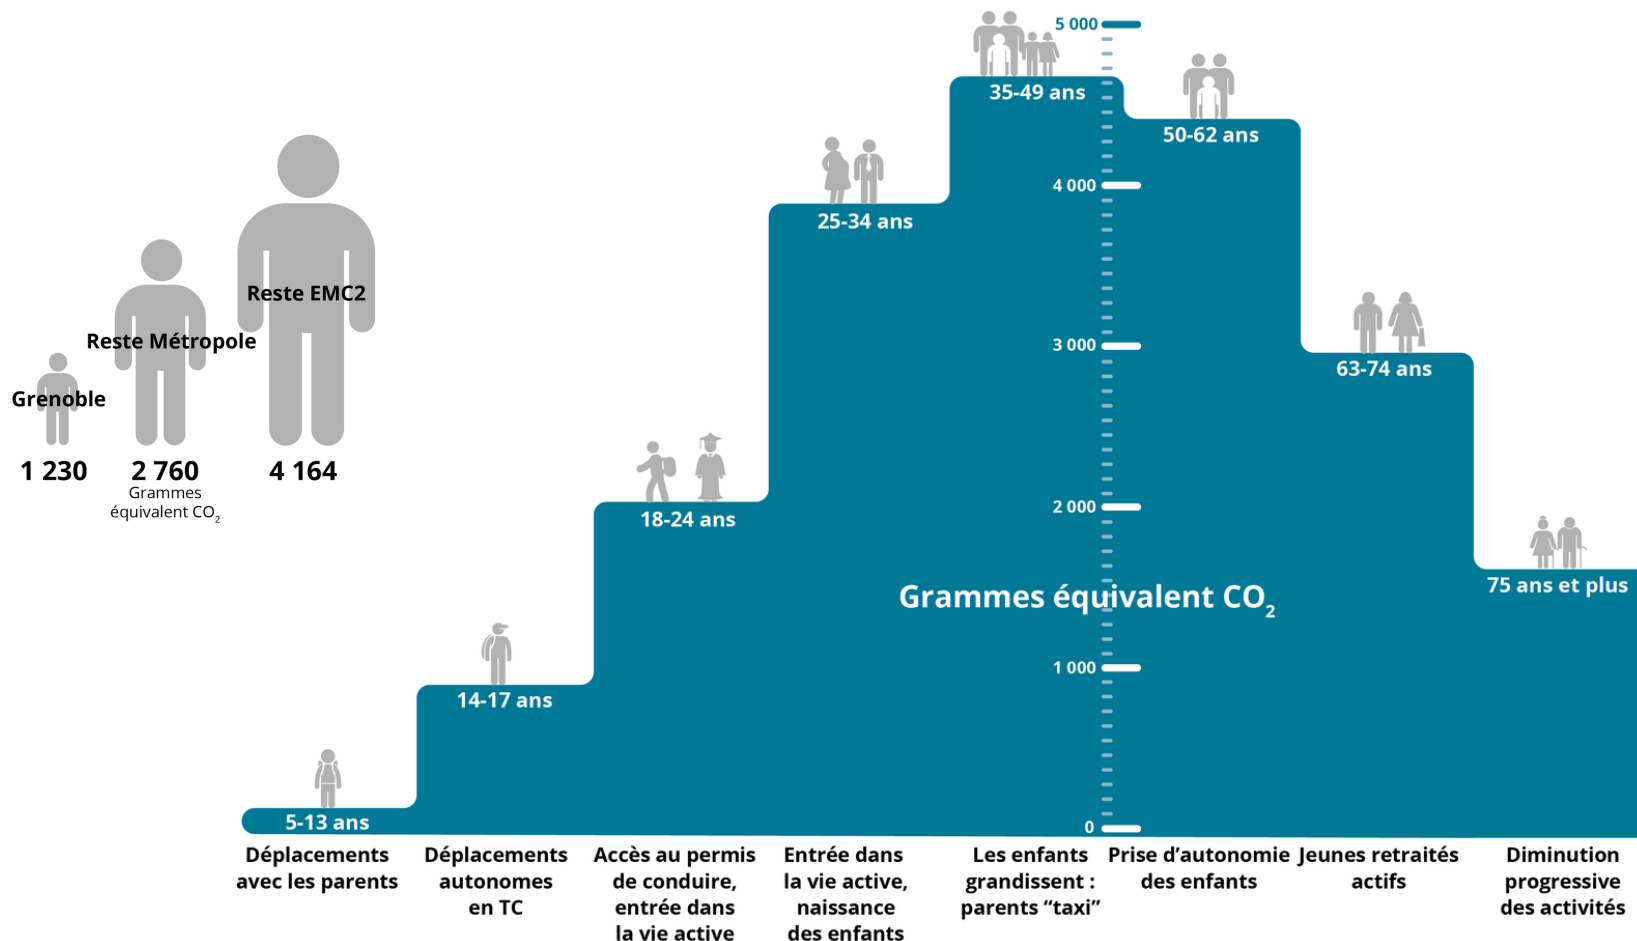 Grenoble
1 230
Reste Métropole
2 760
Grammes
équivalent CO2
Reste EMC2
4 164
5-13 ans
14-17 ans
18-24 ans
25-34 ans
35-49 ans
50-62 ans
63-74 ans
75 ans et plus
5 000
4 000
3 000
2 000
Grammes équivalent CO2
1 000
0
Déplacements
avec les parents
Déplacements
autonomes
en TC
Accès au permis
de conduire,
entrée dans
la vie active
Entrée dans
la vie active,
naissance
des enfants
Les enfants
grandissent :
parents “taxi”
Prise d’autonomie
des enfants
Jeunes retraités
actifs
Diminution
progressive
des activités